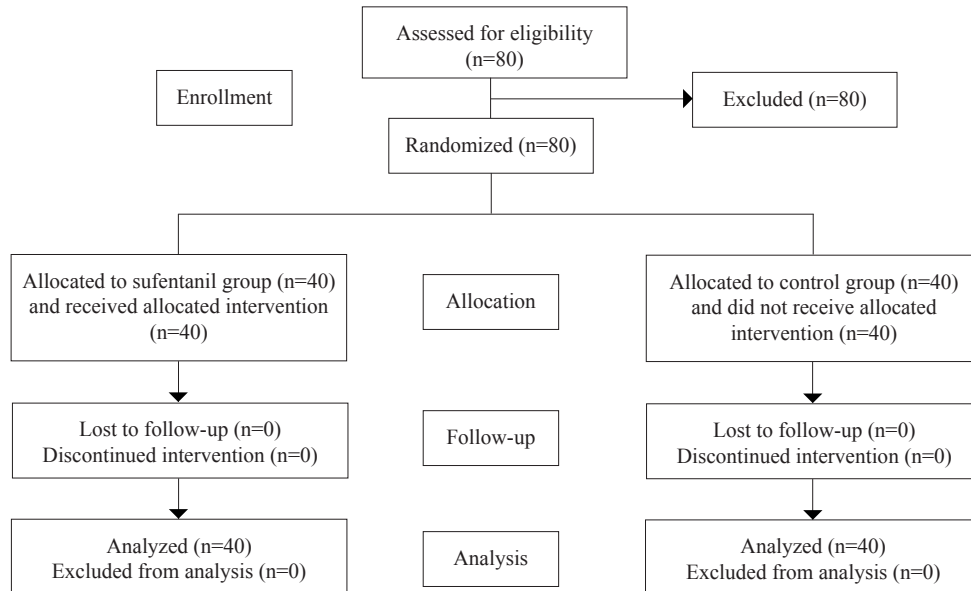 Assessed for eligibility
(n=80)
Enrollment
Excluded (n=80)
Randomized (n=80)
Allocated to sufentanil group (n=40)
and received allocated intervention
(n=40)
Allocation
Allocated to control group (n=40)
and did not receive allocated
intervention (n=40)
Lost to follow-up (n=0)
Discontinued intervention (n=0)
Follow-up
Lost to follow-up (n=0)
Discontinued intervention (n=0)
Analyzed (n=40)
Excluded from analysis (n=0)
Analysis
Analyzed (n=40)
Excluded from analysis (n=0)